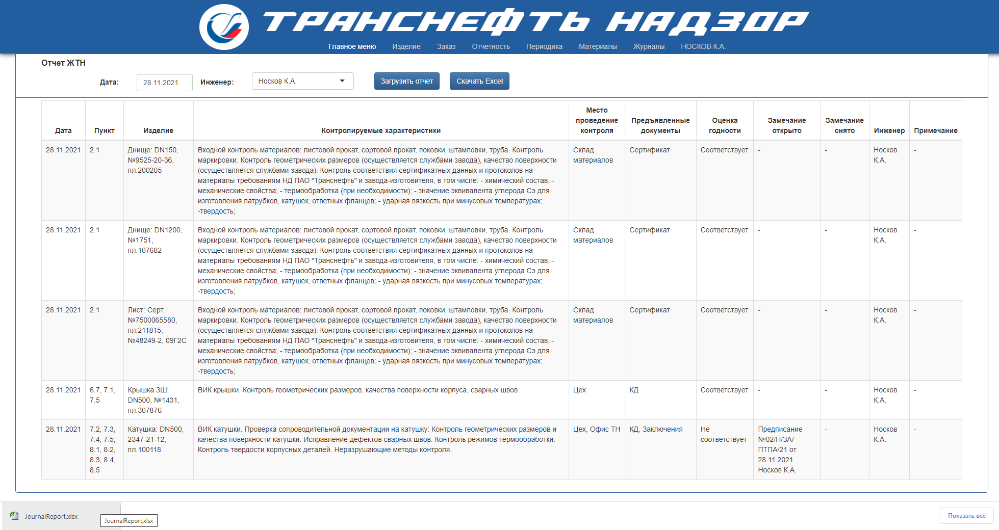 ТРАНСНЕФТЬ НАДЗОР
Главное меню Изделие Заказ Отчетность Периодика Материалы Журналы НОСКОВ К.А.
Отчет ЖТН
Дата: 28.11.2021 Инженер: Носков К.А. Загрузить отчет Скачать Excel
Дата
Пункт
Изделие
Контролируемые характеристики
Место
проведение
контроля
Предъявленные
документы
Оценка
годности
Замечание
открыто
Замечание
снято
Инженер
Примечание
28.11.2021
2.1
Днище: DN150,
№9525-20-36,
пл.200205
Входной контроль материалов: листовой прокат, сортовой прокат, поковки, штамповки, труба. Контроль
маркировки. Контроль геометрических размеров (осуществляется службами завода), качество поверхности
(осуществляется службами завода). Контроль соответствия сертификатных данных и протоколов на
материалы требованиям НД ПАО "Транснефть" и завода-изготовителя, в том числе: - химический состав; -
механические свойства; - термообработка (при необходимости); - значение эквивалента углерода Сэ для
изготовления патрубков, катушек, ответных фланцев; - ударная вязкость при минусовых температурах;
-твердость;
Склад
материалов
Сертификат
Соответствует
-
-
Носков
К.А.
-
28.11.2021
2.1
Днище: DN1200,
№1751,
пл.107682
Входной контроль материалов: листовой прокат, сортовой прокат, поковки, штамповки, труба. Контроль
маркировки. Контроль геометрических размеров (осуществляется службами завода), качество поверхности
(осуществляется службами завода). Контроль соответствия сертификатных данных и протоколов на
материалы требованиям НД ПАО "Транснефть" и завода-изготовителя, в том числе: - химический состав; -
механические свойства; - термообработка (при необходимости); - значение эквивалента углерода Сэ для
изготовления патрубков, катушек, ответных фланцев; - ударная вязкость при минусовых температурах;
-твердость;
Склад
материалов
Сертификат
Соответствует
-
-
Носков
К.А.
-
28.11.2021
2.1
Лист: Серт.
№7500065580,
пл.211815,
№48249-2, 09Г2С
Входной контроль материалов: листовой прокат, сортовой прокат, поковки, штамповки, труба. Контроль
маркировки. Контроль геометрических размеров (осуществляется службами завода), качество поверхности
(осуществляется службами завода). Контроль соответствия сертификатных данных и протоколов на
материалы требованиям НД ПАО "Транснефть" и завода-изготовителя, в том числе: - химический состав; -
механические свойства; - термообработка (при необходимости); - значение эквивалента углерода Сэ для
изготовления патрубков, катушек, ответных фланцев; - ударная вязкость при минусовых температурах;
-твердость;
Склад
материалов
Сертификат
Соответствует
-
-
Носков
К.А.
-
28.11.2021
6.7, 7.1,
7.5
Крышка ЗШ:
DN500, №1431,
пл.307876
ВИК крышки. Контроль геометрических размеров, качества поверхности корпуса, сварных швов.
Цех
КД
Соответствует
-
-
Носков
К.А.
-
28.11.2021
7.2, 7.3,
7.4, 7.5,
8.1, 8.2,
8.3, 8.4,
8.5
Катушка: DN500,
2347-21-12,
пл.100118
ВИК катушки. Проверка сопроводительной документации на катушку: Контроль геометрических размеров и
качества поверхности катушки. Исправление дефектов сварных швов. Контроль режимов термообработки.
Контроль твердости корпусных деталей. Неразрушающие методы контроля.
Цех, Офис ТН
КД, Заключения
Не
соответствует
Предписание
№02/П/ЗА/
ПТПА/21 от
28.11.2021
Носков К.А.
-
Носков
К.А.
-
JournalReport.xlsx
JournalReport.xlsx
Показать все